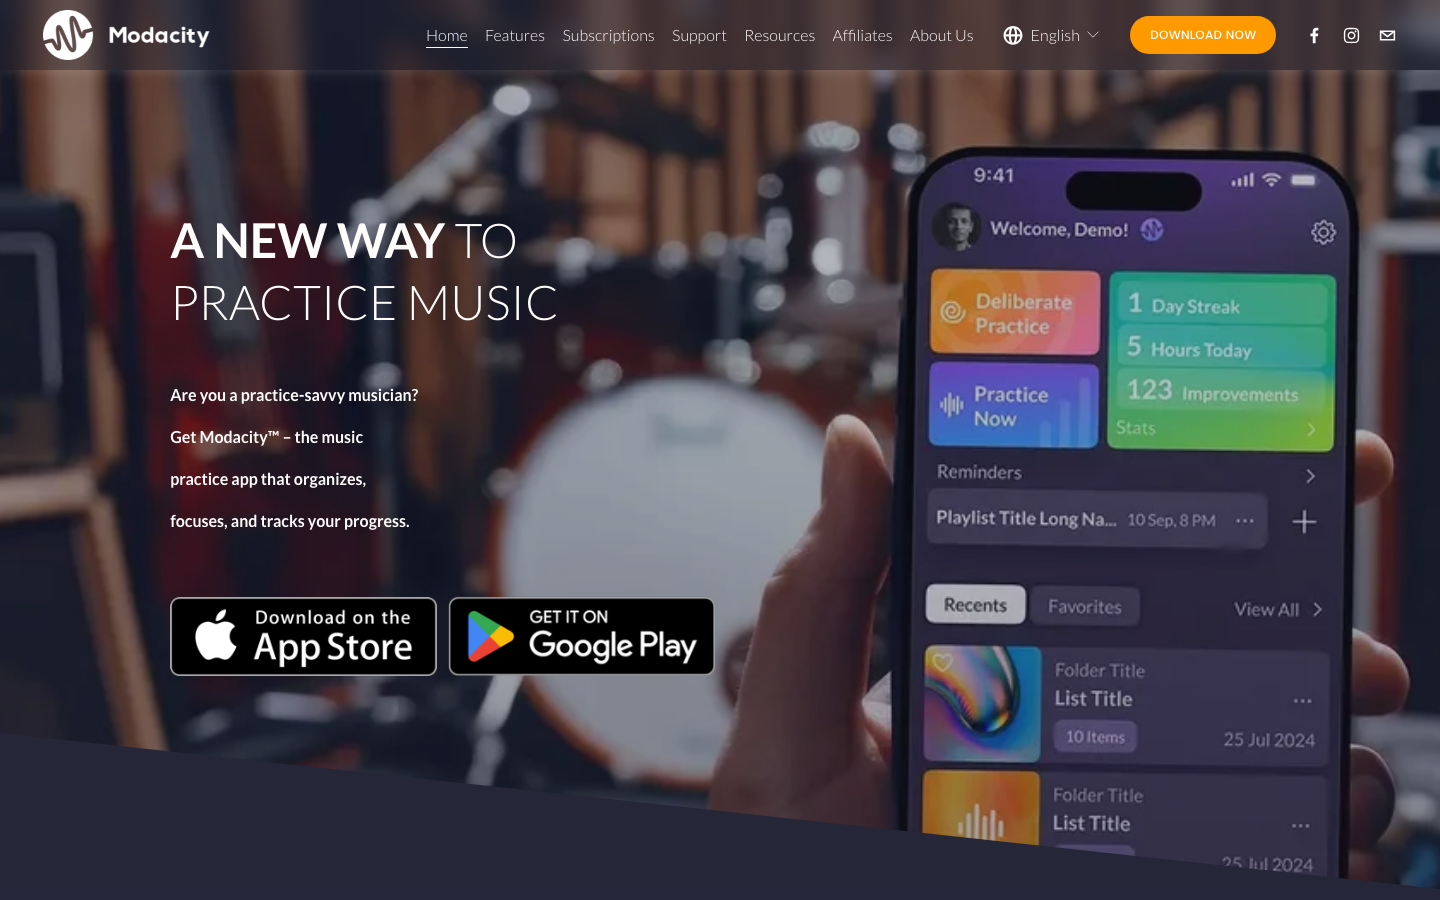 Modacity
Home Features Subscriptions Support Resources Affiliates About Us English DOWNLOAD NOW
A NEW WAY TO
PRACTICE MUSIC
Are you a practice-savvy musician?
Get Modacity™ – the music
practice app that organizes,
focuses, and tracks your progress.
Download on the
App Store
GET IT ON
Google Play
9:41
Welcome, Demo!
Deliberate
Practice
Practice
Now
1 Day Streak
5 Hours Today
123 Improvements
Stats
Reminders
Playlist Title Long Na... 10 Sep, 8 PM
Recents Favorites View All
Folder Title
List Title
10 Items
25 Jul 2024
Folder Title
List Title
25 Jul 2024